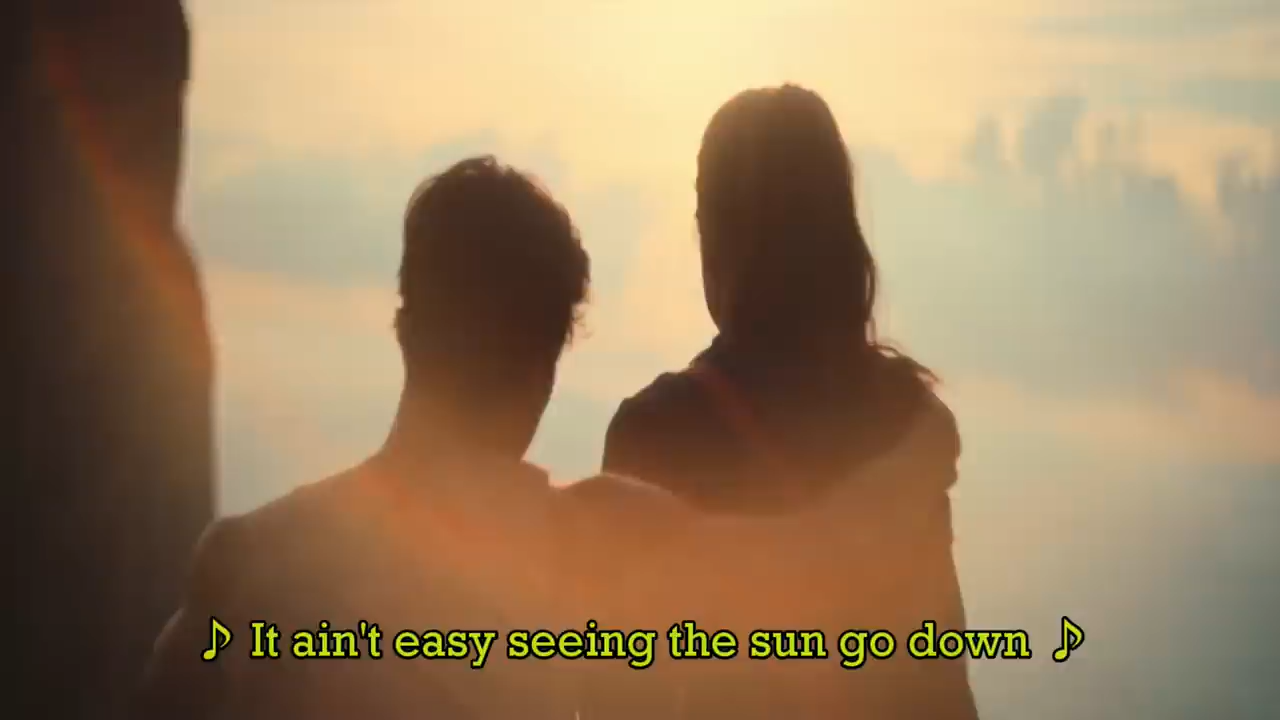 ♪ It ain't easy seeing the sun go down ♪